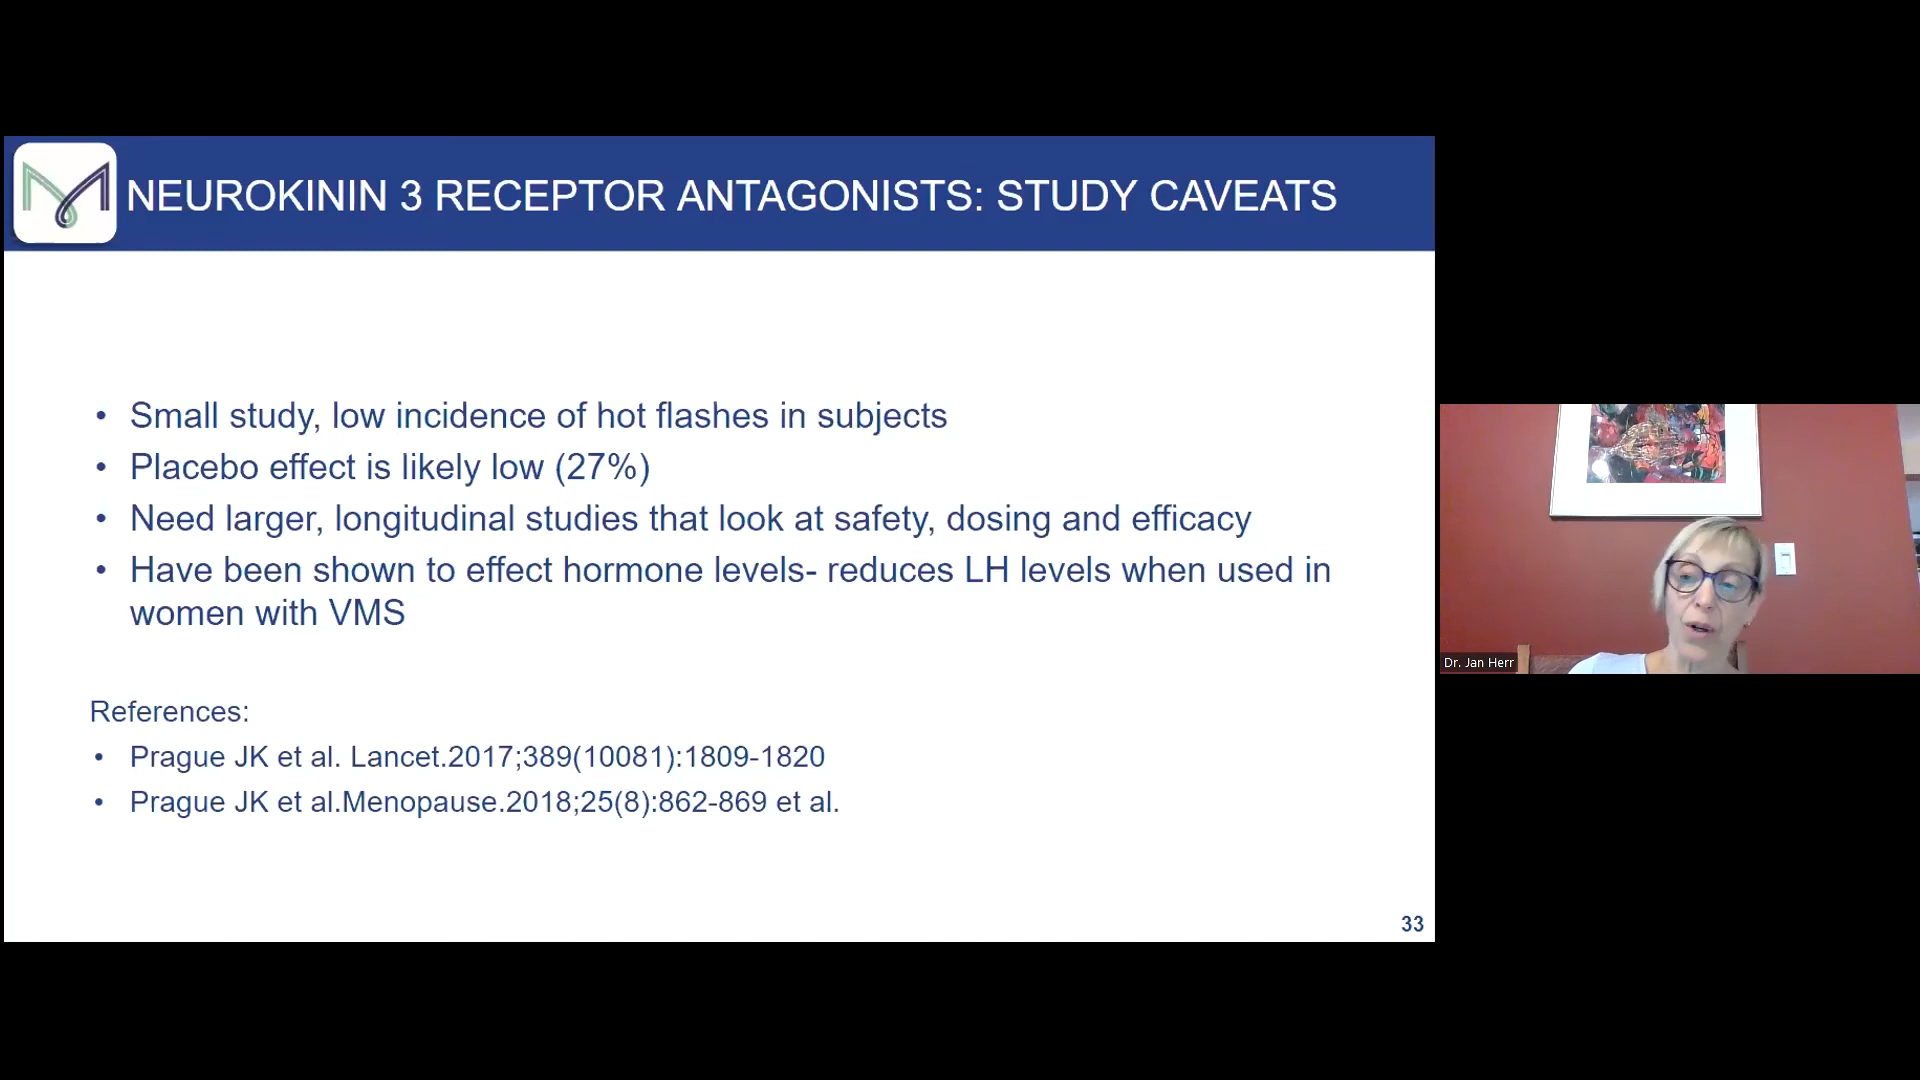 NEUROKININ 3 RECEPTOR ANTAGONISTS: STUDY CAVEATS
• Small study, low incidence of hot flashes in subjects
• Placebo effect is likely low (27%)
• Need larger, longitudinal studies that look at safety, dosing and efficacy
• Have been shown to effect hormone levels- reduces LH levels when used in
women with VMS
References:
• Prague JK et al. Lancet.2017;389(10081):1809-1820
• Prague JK et al.Menopause.2018;25(8):862-869 et al.
33
Dr. Jan Herr